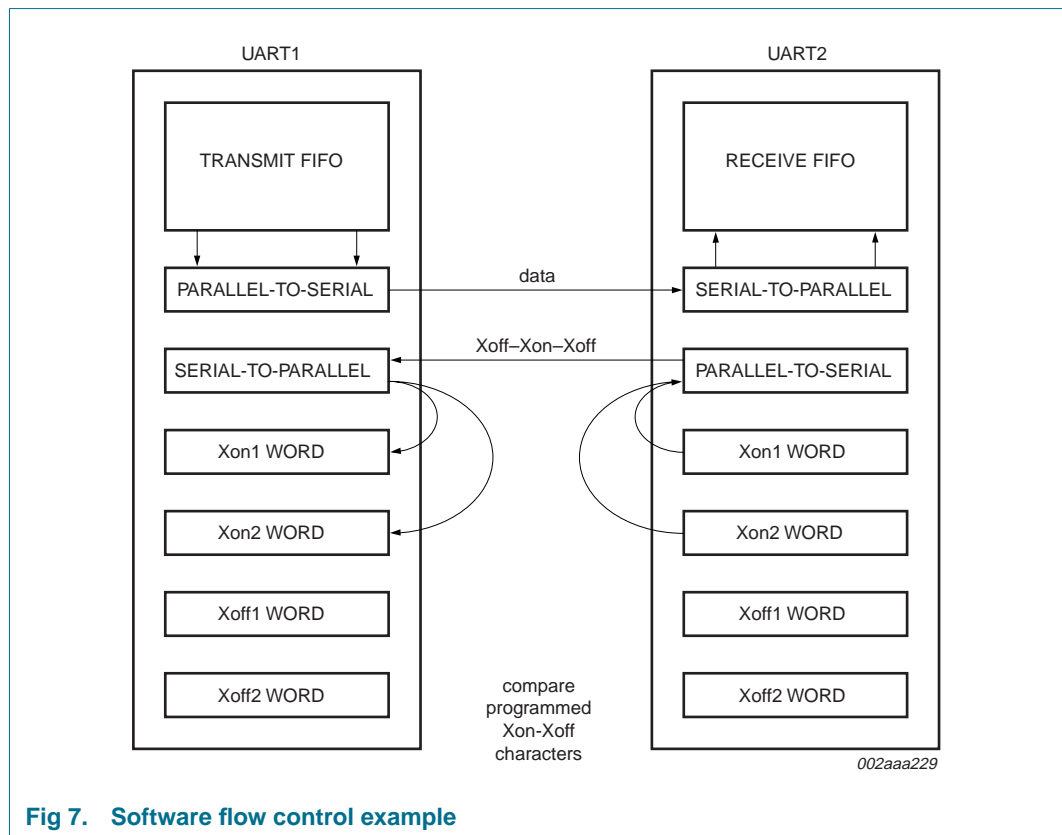 UART1
UART2
TRANSMIT FIFO
RECEIVE FIFO
PARALLEL-TO-SERIAL
data
SERIAL-TO-PARALLEL
Xoff–Xon–Xoff
SERIAL-TO-PARALLEL
PARALLEL-TO-SERIAL
Xon1 WORD
Xon1 WORD
Xon2 WORD
Xon2 WORD
Xoff1 WORD
Xoff1 WORD
Xoff2 WORD
Xoff2 WORD
compare
programmed
Xon-Xoff
characters
002aaa229
Fig 7. Software flow control example